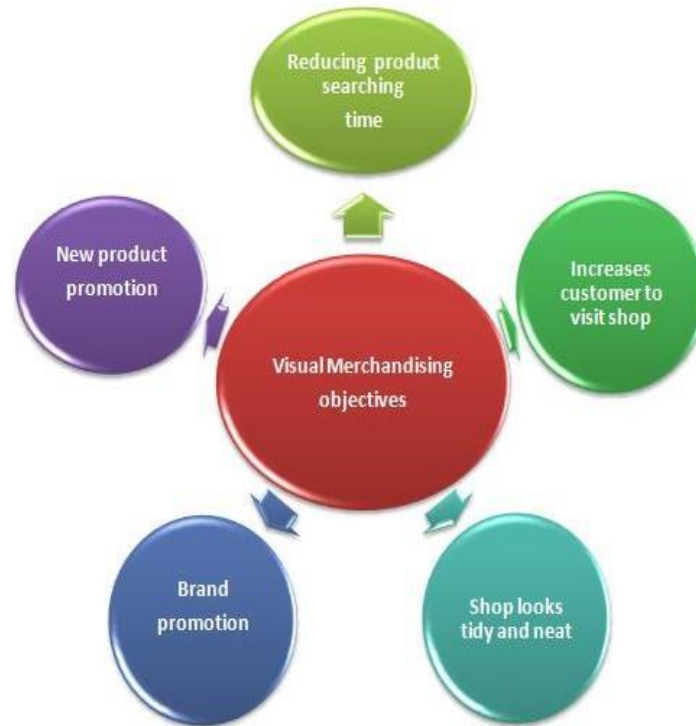 Reducing product
searching
time
New product
promotion
Increases
customer to
visit shop
Visual Merchandising
objectives
Brand
promotion
Shop looks
tidy and neat